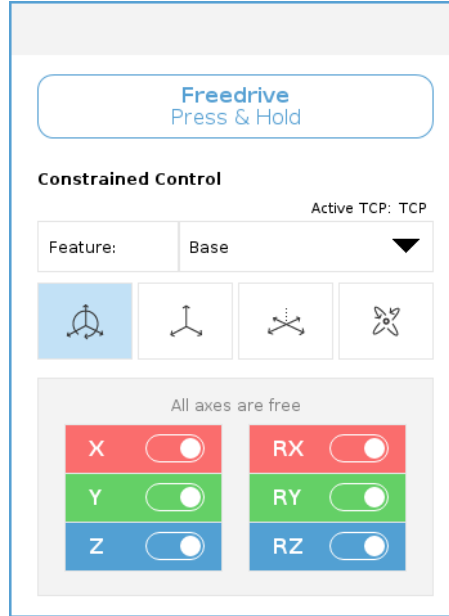 Freedrive
Press & Hold
Constrained Control
Active TCP: TCP
Feature: Base
All axes are free
X RX
Y RY
Z RZ